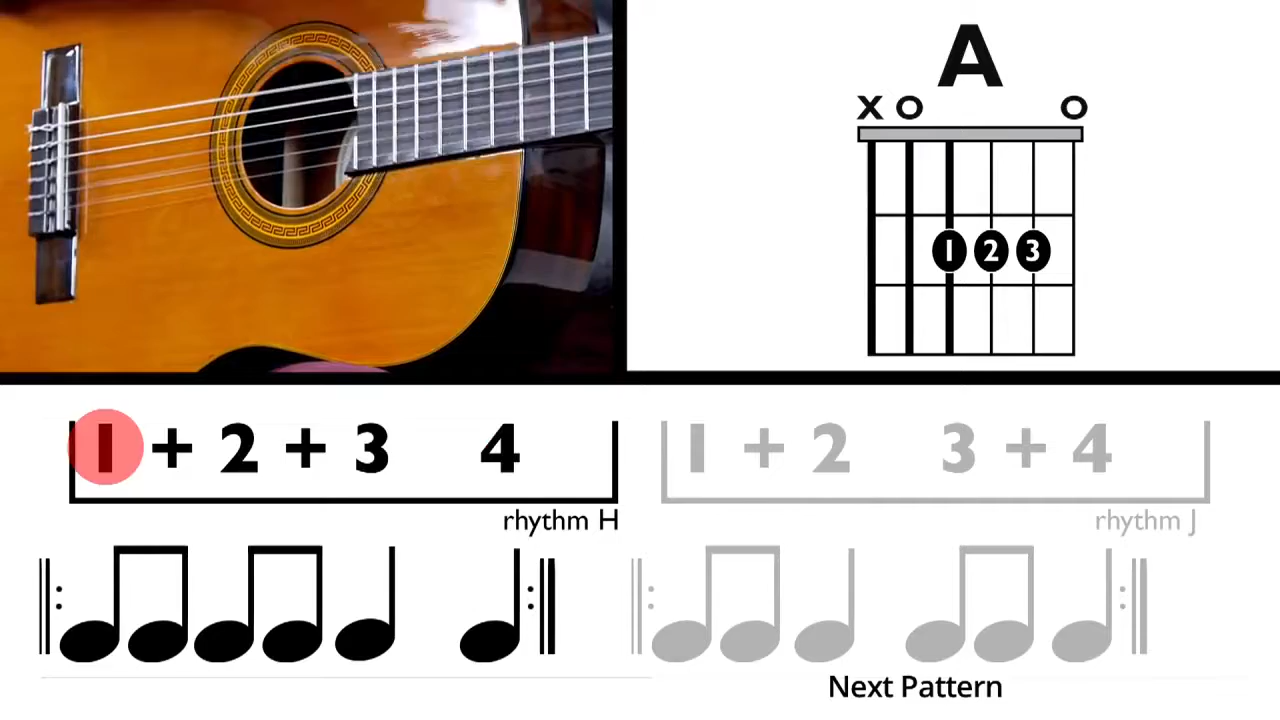 A
X O O
1 2 3
1 + 2 + 3 4
1 + 2 3 + 4
rhythm H
rhythm J
Next Pattern